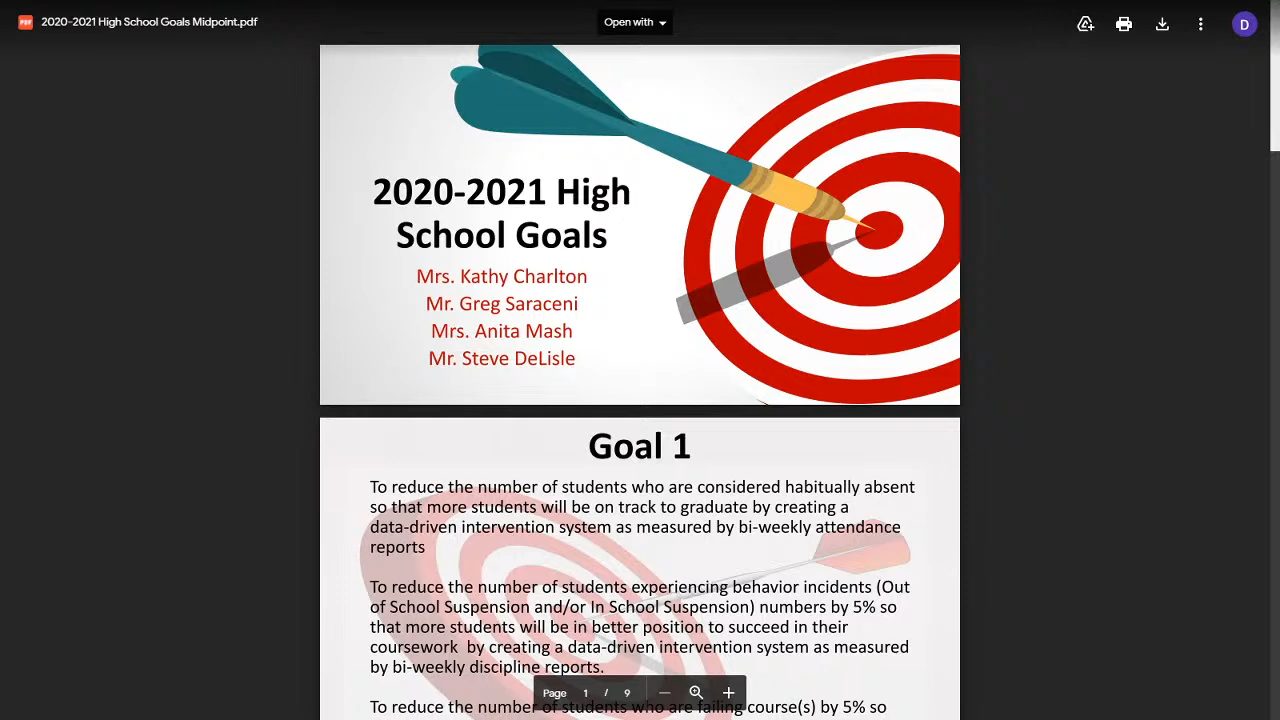 PDF
2020-2021 High School Goals Midpoint.pdf
Open with
D
2020-2021 High
School Goals
Mrs. Kathy Charlton
Mr. Greg Saraceni
Mrs. Anita Mash
Mr. Steve DeLisle
Goal 1
To reduce the number of students who are considered habitually absent
so that more students will be on track to graduate by creating a
data-driven intervention system as measured by bi-weekly attendance
reports
To reduce the number of students experiencing behavior incidents (Out
of School Suspension and/or In School Suspension) numbers by 5% so
that more students will be in better position to succeed in their
coursework by creating a data-driven intervention system as measured
by bi-weekly discipline reports.
Page 1 / 9
To reduce the number of students who are failing course(s) by 5% so